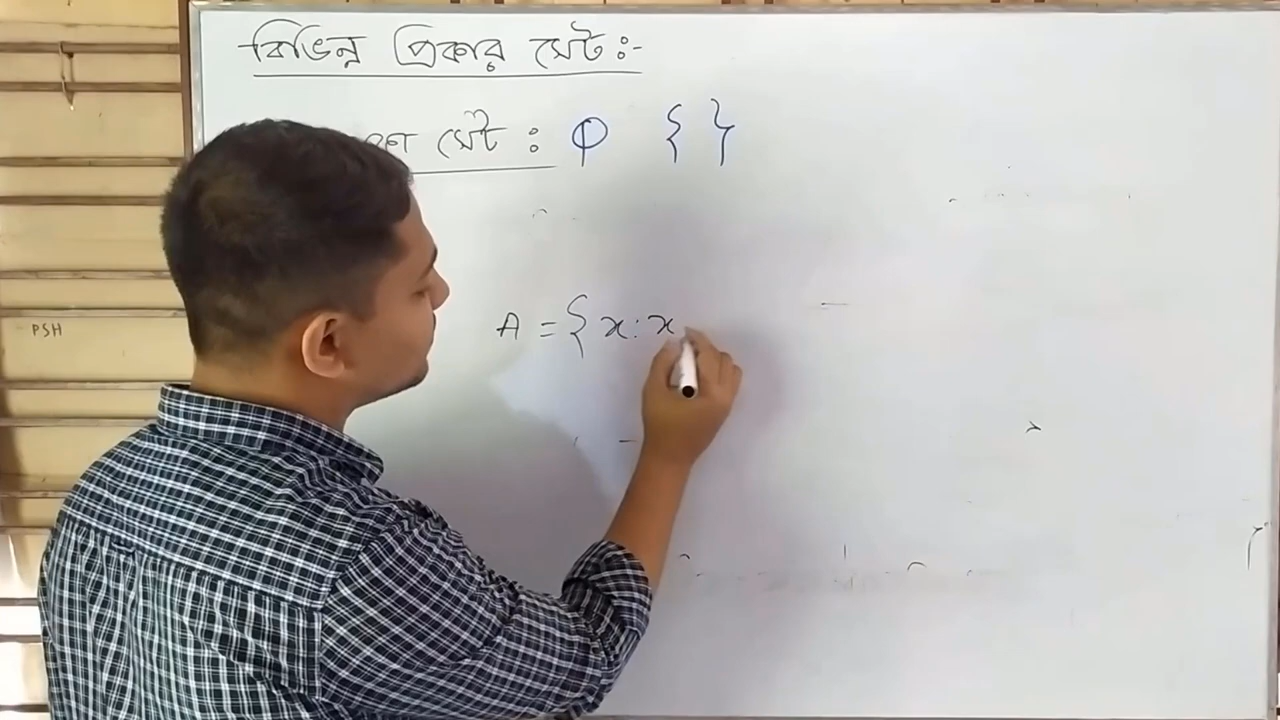 বিভিন্ন প্রকার সেট ঃ-
সেট : φ { }
A = { x : x
PSH